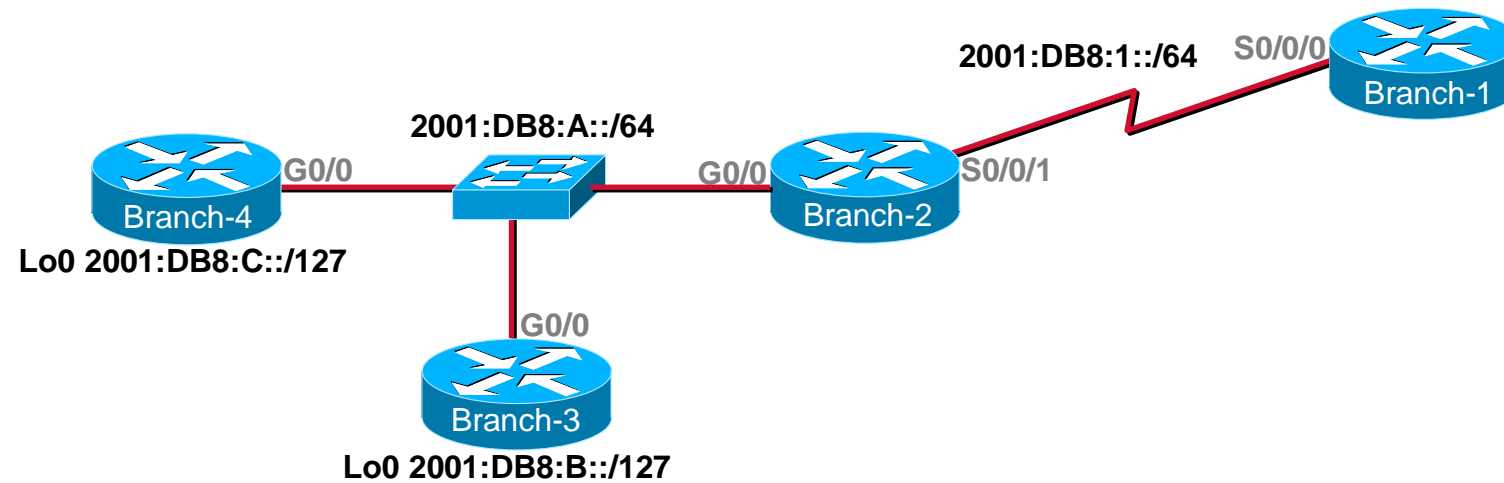 S0/0/0
2001:DB8:1::/64
Branch-1
2001:DB8:A::/64
G0/0
G0/0
S0/0/1
Branch-4
Branch-2
Lo0 2001:DB8:C::/127
G0/0
Branch-3
Lo0 2001:DB8:B::/127